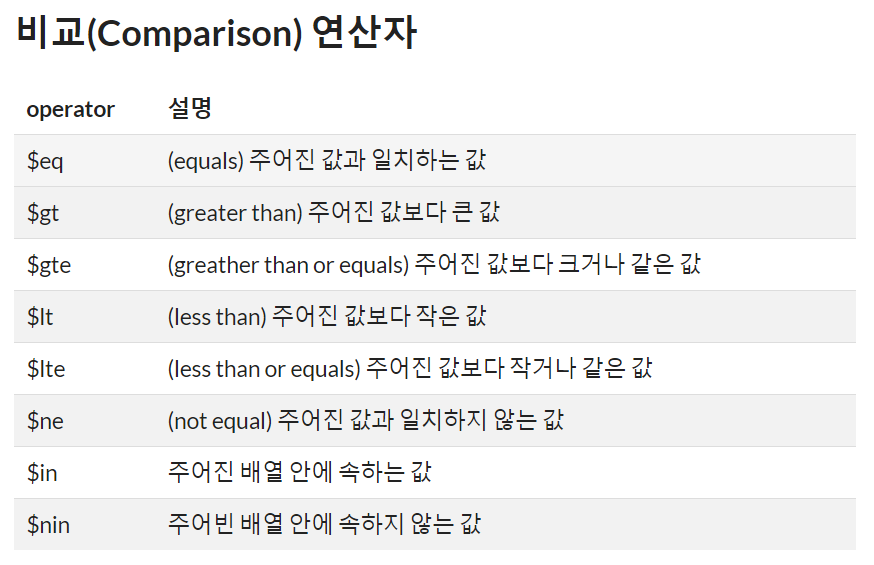 비교(Comparison) 연산자
operator 설명
$eq (equals) 주어진 값과 일치하는 값
$gt (greater than) 주어진 값보다 큰 값
$gte (greather than or equals) 주어진 값보다 크거나 같은 값
$lt (less than) 주어진 값보다 작은 값
$lte (less than or equals) 주어진 값보다 작거나 같은 값
$ne (not equal) 주어진 값과 일치하지 않는 값
$in 주어진 배열 안에 속하는 값
$nin 주어빈 배열 안에 속하지 않는 값